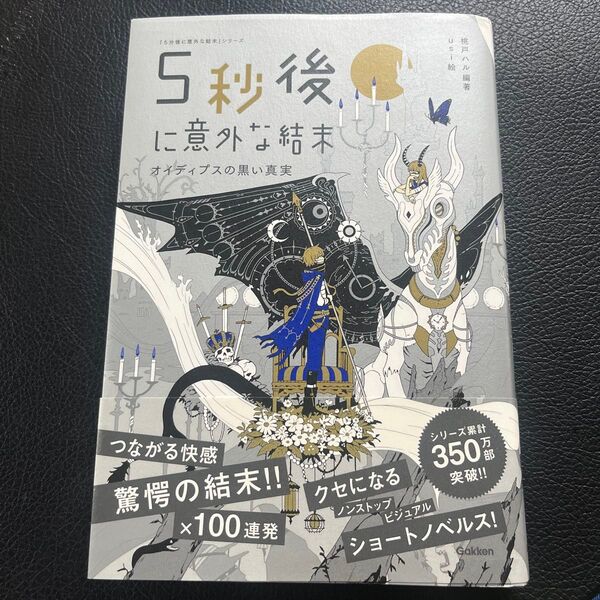 「5分後に意外な結末」シリーズ
5秒後
に意外な結末
オイディプスの黒い真実
桃戸ハル 編著
usi 絵
つながる快感
驚愕の結末!!
×100連発
クセになる
ノンストップ
ビジュアル
ショートノベルス!
シリーズ累計
350万部
突破!!
Gakken